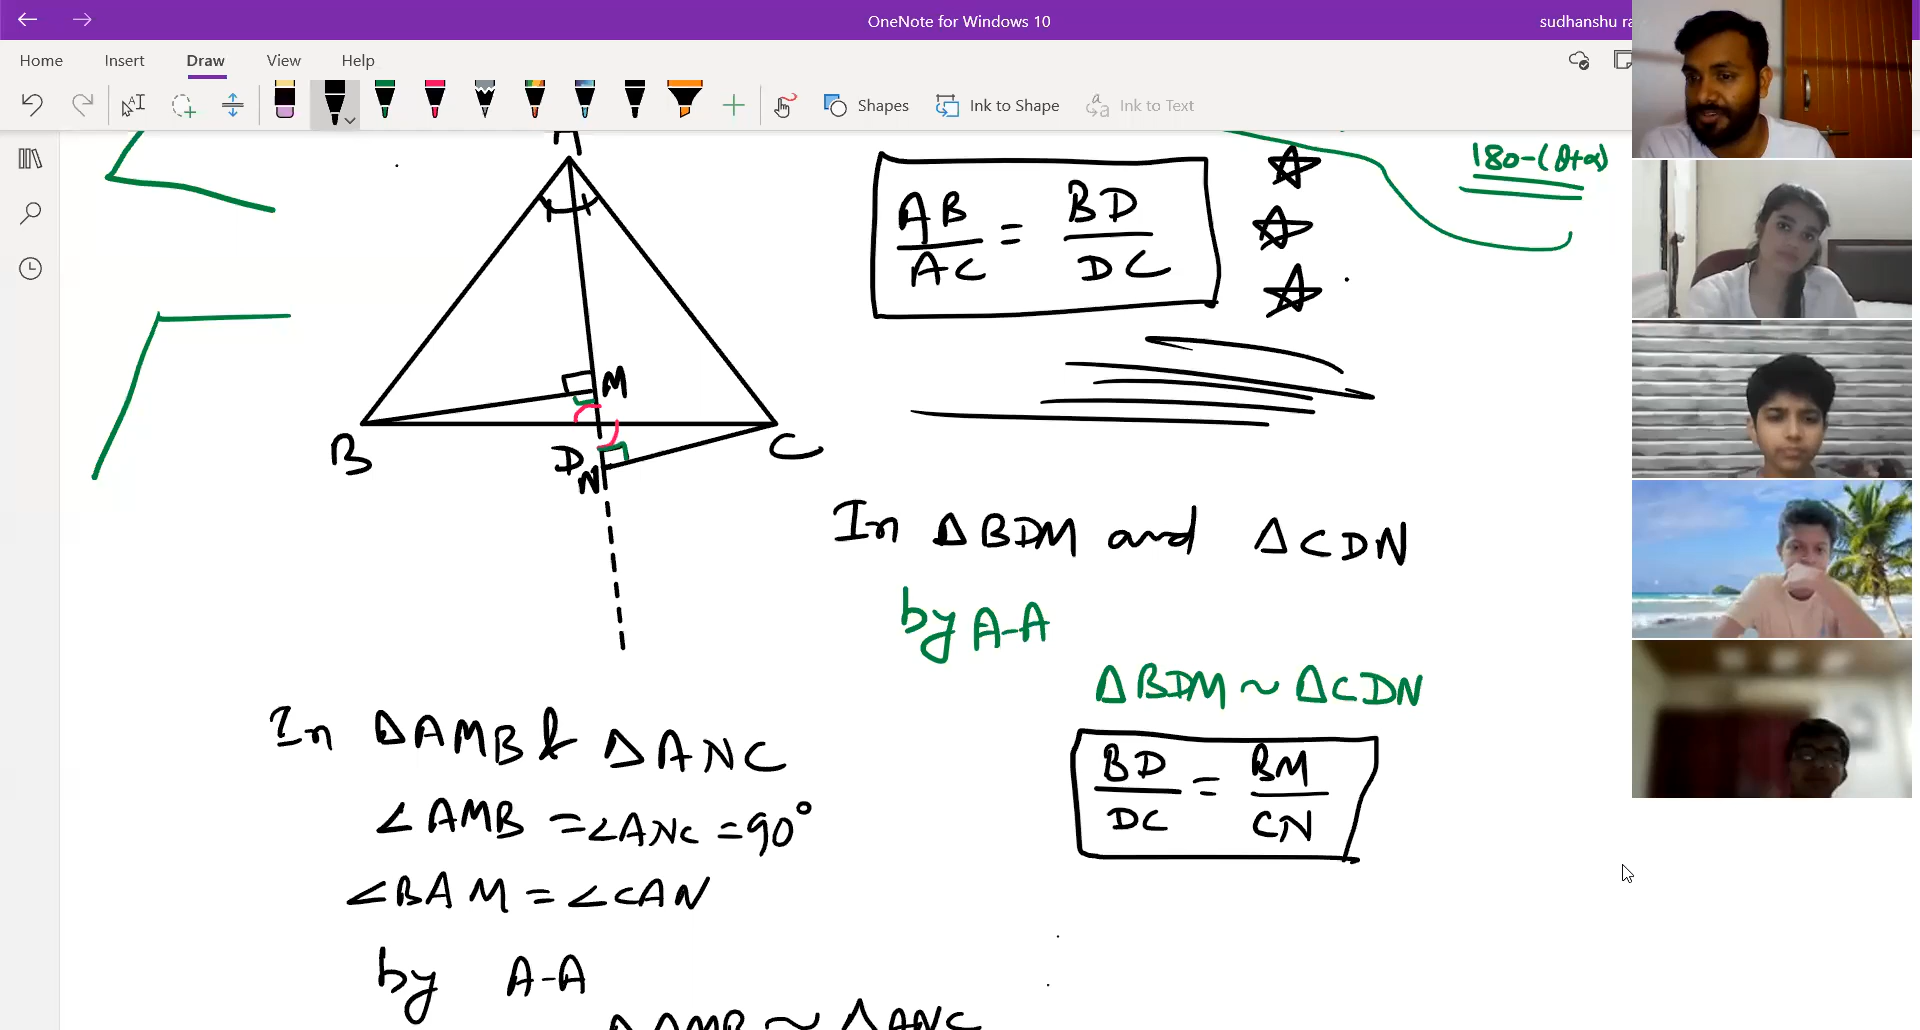 OneNote for Windows 10
sudhanshu
Home Insert Draw View Help
Shapes Ink to Shape Ink to Text
A
B
C
D
M
N
AB/AC = BD/DC
180-(θ+α)
In ΔBDM and ΔCDN
by A-A
ΔBDM ~ ΔCDN
BD/DC = BM/CN
In ΔAMB & ΔANC
∠AMB = ∠ANC = 90°
∠BAM = ∠CAN
by A-A
ΔAMB ~ ΔANC